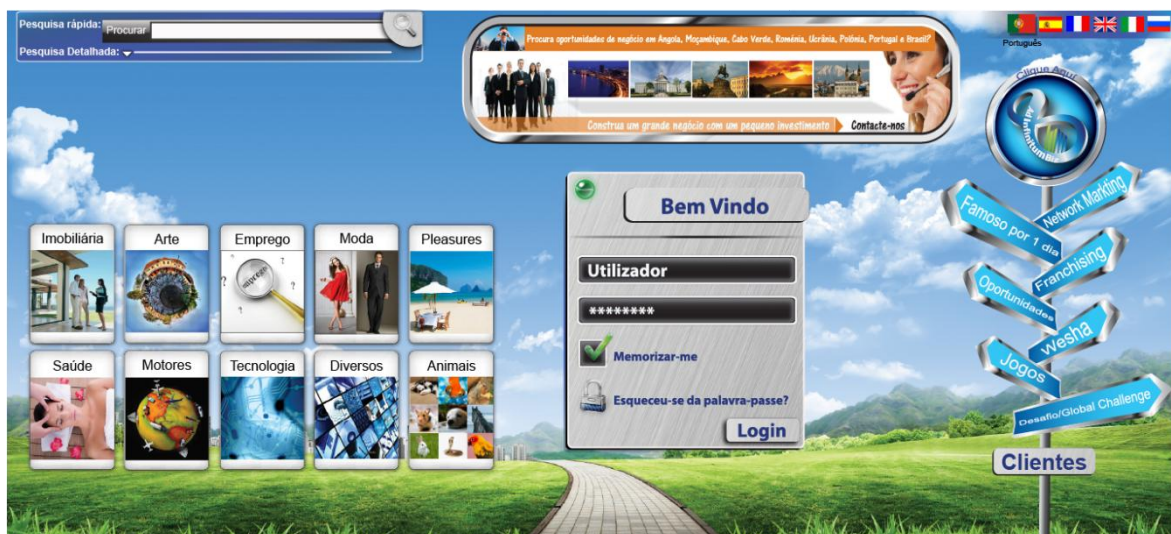 Pesquisa rápida:
Procurar
Pesquisa Detalhada:
Procura oportunidades de negócio em Angola, Moçambique, Cabo Verde, Roménia, Ucrânia, Polónia, Portugal e Brasil?
Construa um grande negócio com um pequeno investimento
Contacte-nos
Português
Clique Aqui
AdInfinitumBiz
Network Markting
Famoso por 1 dia
Franchising
Oportunidades
Wesha
Jogos
Desafio/Global Challenge
Clientes
Bem Vindo
Utilizador
********
Memorizar-me
Esqueceu-se da palavra-passe?
Login
Imobiliária
Arte
Emprego
emprego
Moda
Pleasures
Saúde
Motores
Tecnologia
Diversos
Animais